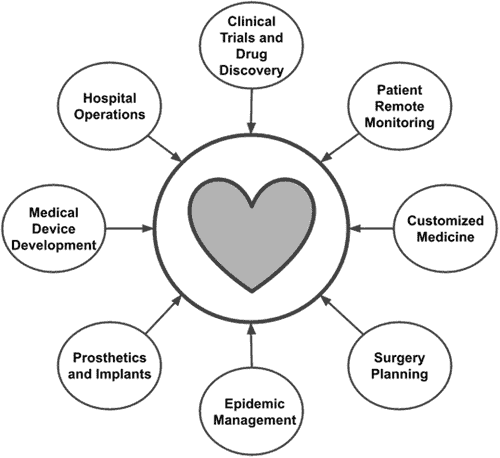 Clinical
Trials and
Drug
Discovery
Hospital
Operations
Patient
Remote
Monitoring
Medical
Device
Development
Customized
Medicine
Prosthetics
and Implants
Surgery
Planning
Epidemic
Management